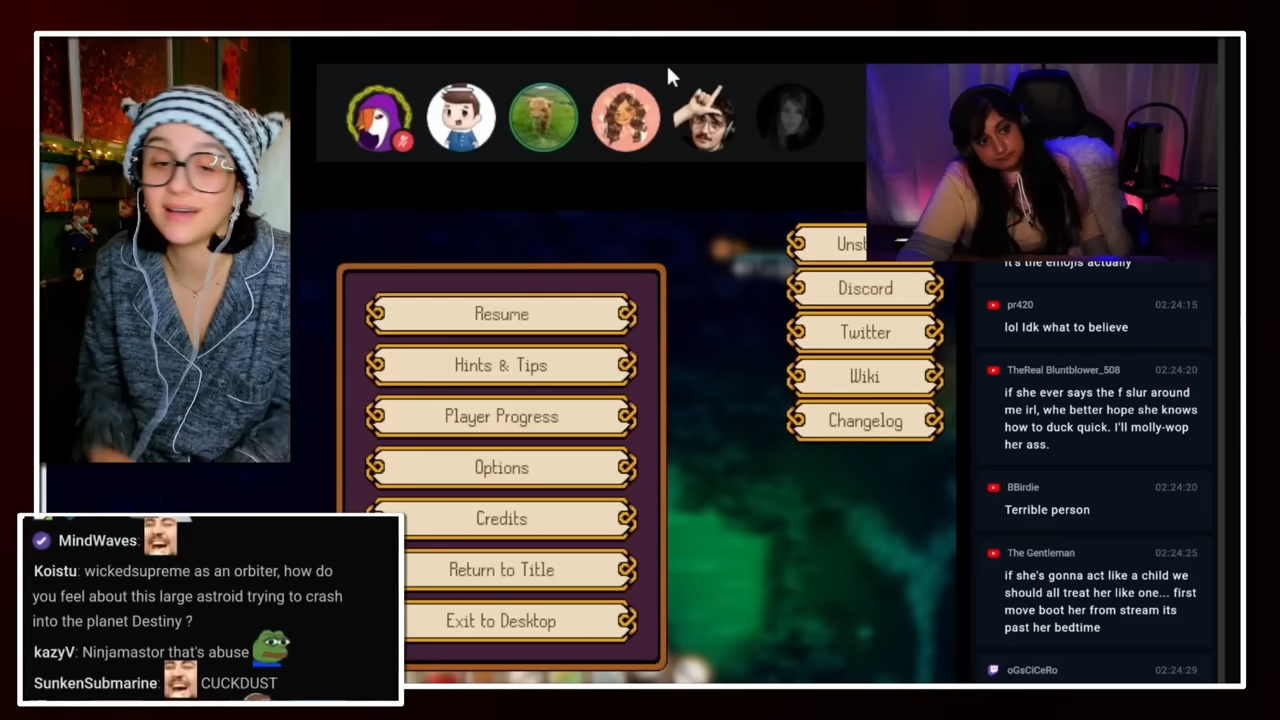 Resume
Hints & Tips
Player Progress
Options
Credits
Return to Title
Exit to Desktop
Discord
Twitter
Wiki
Changelog
it's the emojis actually
pr420 02:24:15
lol Idk what to believe
TheReal Bluntblower_508 02:24:20
if she ever says the f slur around
me irl, whe better hope she knows
how to duck quick. I'll molly-wop
her ass.
BBirdie 02:24:20
Terrible person
The Gentleman 02:24:25
if she's gonna act like a child we
should all treat her like one... first
move boot her from stream its
past her bedtime
oGsCiCeRo 02:24:29
MindWaves:
Koistu: wickedsupreme as an orbiter, how do
you feel about this large astroid trying to crash
into the planet Destiny ?
kazyV: Ninjamastor that's abuse
SunkenSubmarine: CUCKDUST